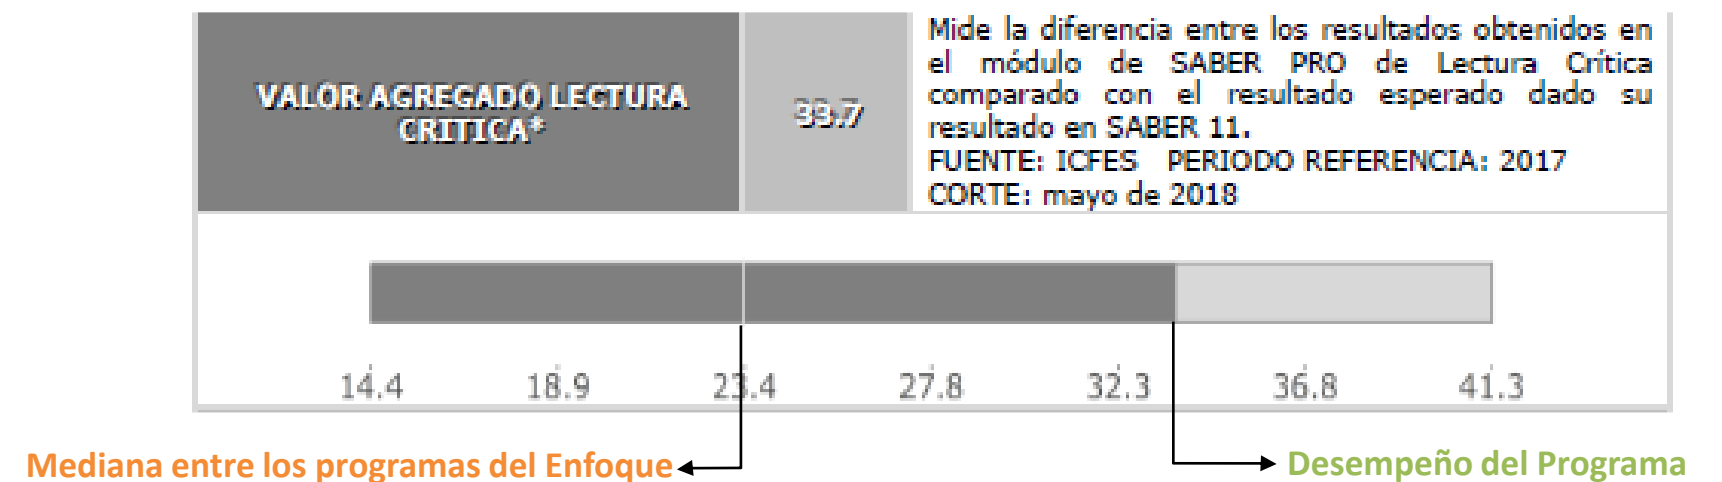 VALOR AGREGADO LECTURA
CRITICA*
Mide la diferencia entre los resultados obtenidos en
el módulo de SABER PRO de Lectura Crítica
comparado con el resultado esperado dado su
resultado en SABER 11.
FUENTE: ICFES PERIODO REFERENCIA: 2017
CORTE: mayo de 2018
14.4 18.9 23.4 27.8 32.3 36.8 41.3
Mediana entre los programas del Enfoque
Desempeño del Programa